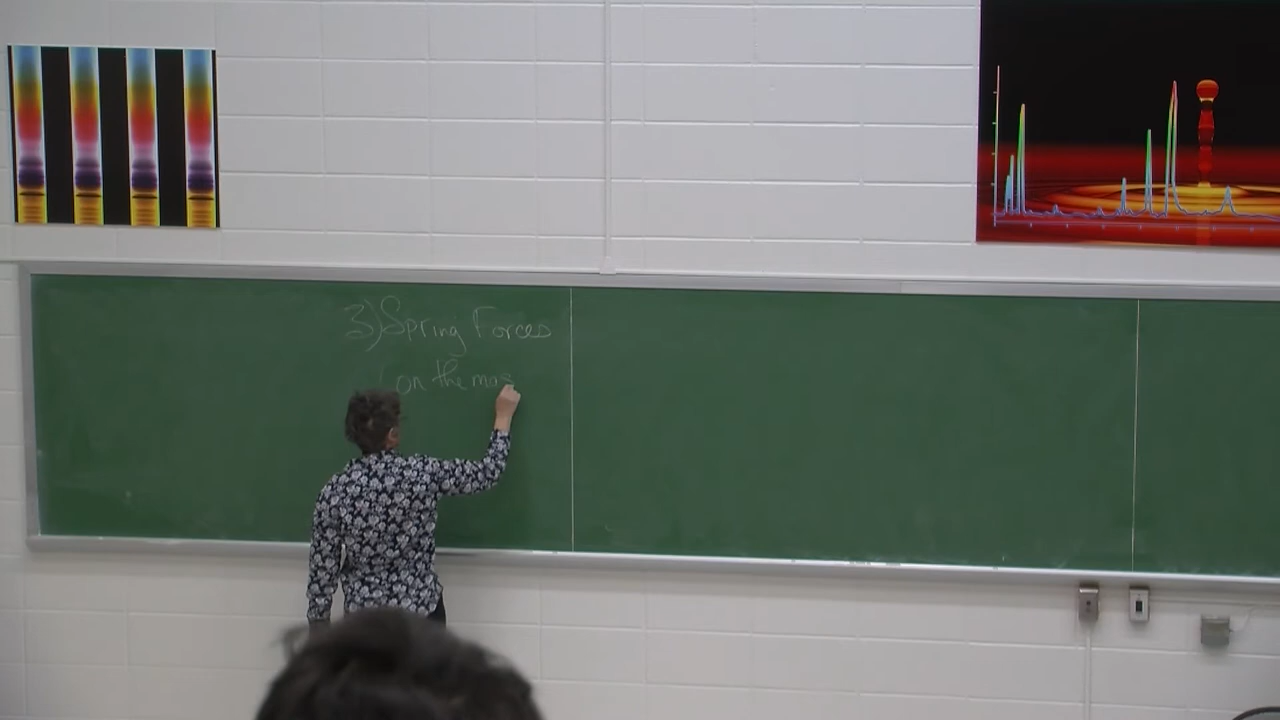 3) Spring Forces
(on the mas